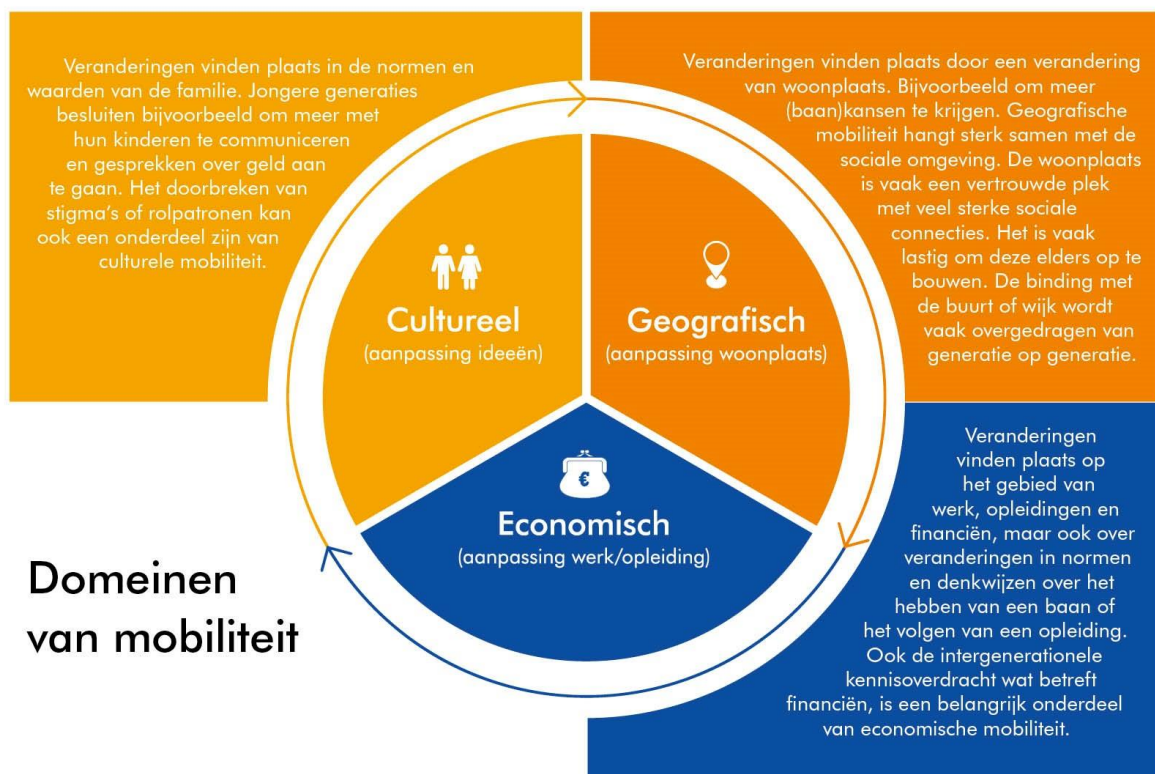 Veranderingen vinden plaats in de normen en
waarden van de familie. Jongere generaties
besluiten bijvoorbeeld om meer met
hun kinderen te communiceren
en gesprekken over geld aan
te gaan. Het doorbreken van
stigma's of rolpatronen kan
ook een onderdeel zijn van
culturele mobiliteit.
Veranderingen vinden plaats door een verandering
van woonplaats. Bijvoorbeeld om meer
(baan)kansen te krijgen. Geografische
mobiliteit hangt sterk samen met de
sociale omgeving. De woonplaats
is vaak een vertrouwde plek
met veel sterke sociale
connecties. Het is vaak
lastig om deze elders op te
bouwen. De binding met
de buurt of wijk wordt
vaak overgedragen van
generatie op generatie.
Cultureel
(aanpassing ideeën)
Geografisch
(aanpassing woonplaats)
€
Economisch
(aanpassing werk/opleiding)
Veranderingen
vinden plaats op
het gebied van
werk, opleidingen en
financiën, maar ook over
veranderingen in normen
en denkwijzen over het
hebben van een baan of
het volgen van een opleiding.
Ook de intergenerationele
kennisoverdracht wat betreft
financiën, is een belangrijk onderdeel
van economische mobiliteit.
Domeinen
van mobiliteit